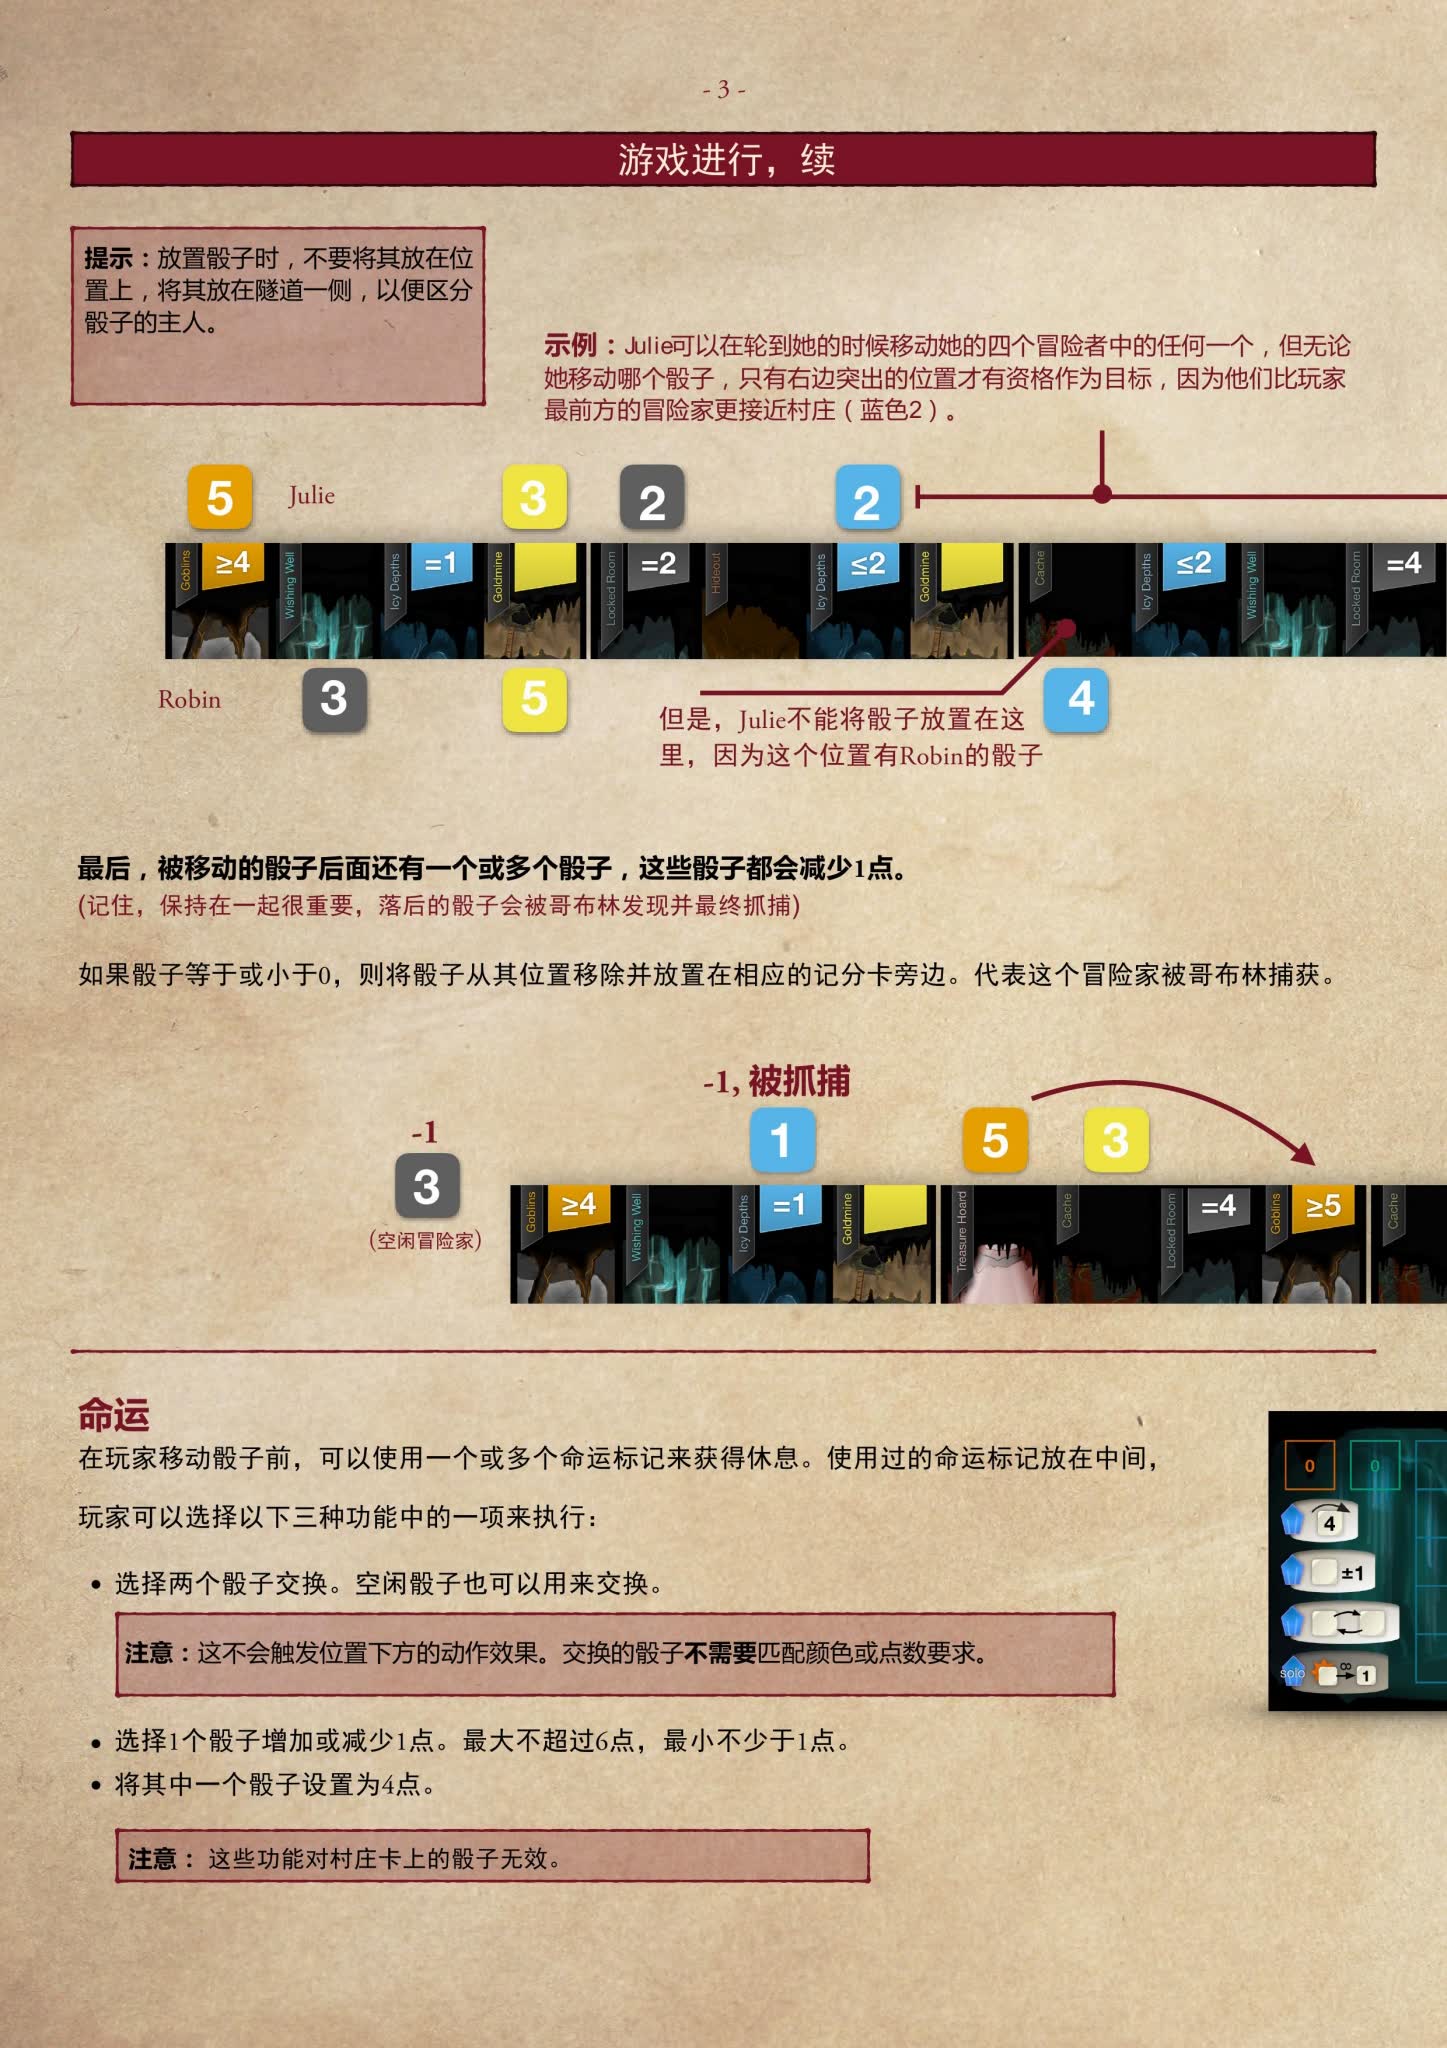 - 3 -
游戏进行，续
提示：放置骰子时，不要将其放在位
置上，将其放在隧道一侧，以便区分
骰子的主人。
示例：Julie可以在轮到她的时候移动她的四个冒险者中的任何一个，但无论
她移动哪个骰子，只有右边突出的位置才有资格作为目标，因为他们比玩家
最前方的冒险家更接近村庄（蓝色2）。
5 Julie 3 2 2
Goblins ≥4 Wishing Well Icy Depths =1 Goldmine Locked Room =2 Hideout Icy Depths ≤2 Goldmine Cache Icy Depths ≤2 Wishing Well Locked Room =4
Robin 3 5 4
但是，Julie不能将骰子放置在这
里，因为这个位置有Robin的骰子
最后，被移动的骰子后面还有一个或多个骰子，这些骰子都会减少1点。
(记住，保持在一起很重要，落后的骰子会被哥布林发现并最终抓捕)
如果骰子等于或小于0，则将骰子从其位置移除并放置在相应的记分卡旁边。代表这个冒险家被哥布林捕获。
-1, 被抓捕
-1
1 5 3
3
(空闲冒险家)
Goblins ≥4 Wishing Well Icy Depths =1 Goldmine Treasure Hoard Cache Locked Room =4 Goblins ≥5 Cache
命运
在玩家移动骰子前，可以使用一个或多个命运标记来获得休息。使用过的命运标记放在中间，
玩家可以选择以下三种功能中的一项来执行：
• 选择两个骰子交换。空闲骰子也可以用来交换。
注意：这不会触发位置下方的动作效果。交换的骰子不需要匹配颜色或点数要求。
• 选择1个骰子增加或减少1点。最大不超过6点，最小不少于1点。
• 将其中一个骰子设置为4点。
注意： 这些功能对村庄卡上的骰子无效。
0 0
4
±1
solo ∞ 1